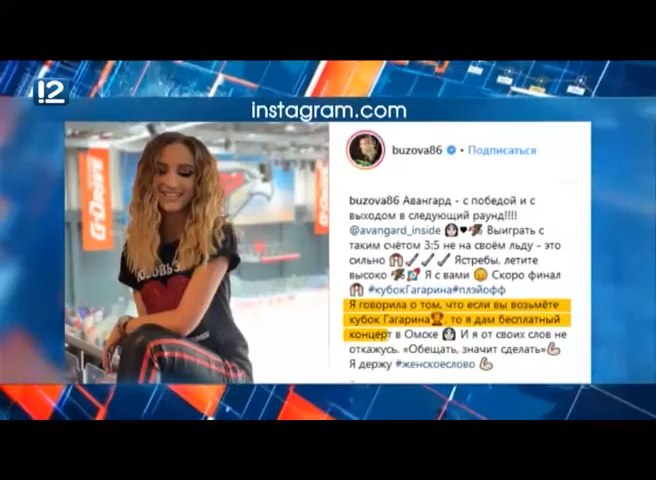 12
instagram.com
G-DRIVE
buzova86 • Подписаться
buzova86 Авангард - с победой и с
выходом в следующий раунд!!!!
@avangard_inside 👩🏻🖤 Выиграть с
таким счётом 3:5 не на своём льду - это
сильно Ястребы, летите
высоко Я с вами Скоро финал
#кубокГагарина#плэйофф
Я говорила о том, что если вы возьмёте
кубок Гагарина🏆, то я дам бесплатный
концерт в Омске И я от своих слов не
откажусь. «Обещать, значит сделать»💪🏻
Я держу #женскоеслово 💪🏻